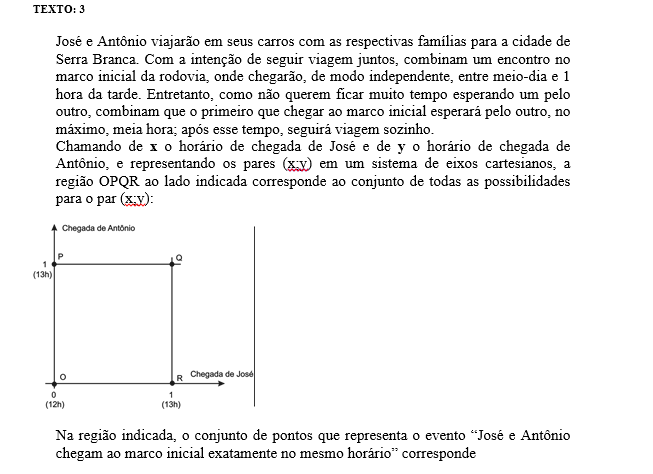 TEXTO: 3
José e Antônio viajarão em seus carros com as respectivas famílias para a cidade de
Serra Branca. Com a intenção de seguir viagem juntos, combinam um encontro no
marco inicial da rodovia, onde chegarão, de modo independente, entre meio-dia e 1
hora da tarde. Entretanto, como não querem ficar muito tempo esperando um pelo
outro, combinam que o primeiro que chegar ao marco inicial esperará pelo outro, no
máximo, meia hora; após esse tempo, seguirá viagem sozinho.
Chamando de x o horário de chegada de José e de y o horário de chegada de
Antônio, e representando os pares (x;y) em um sistema de eixos cartesianos, a
região OPQR ao lado indicada corresponde ao conjunto de todas as possibilidades
para o par (x;y):
Chegada de Antônio
P
Q
1
(13h)
O
R
Chegada de José
0
1
(12h)
(13h)
Na região indicada, o conjunto de pontos que representa o evento “José e Antônio
chegam ao marco inicial exatamente no mesmo horário” corresponde